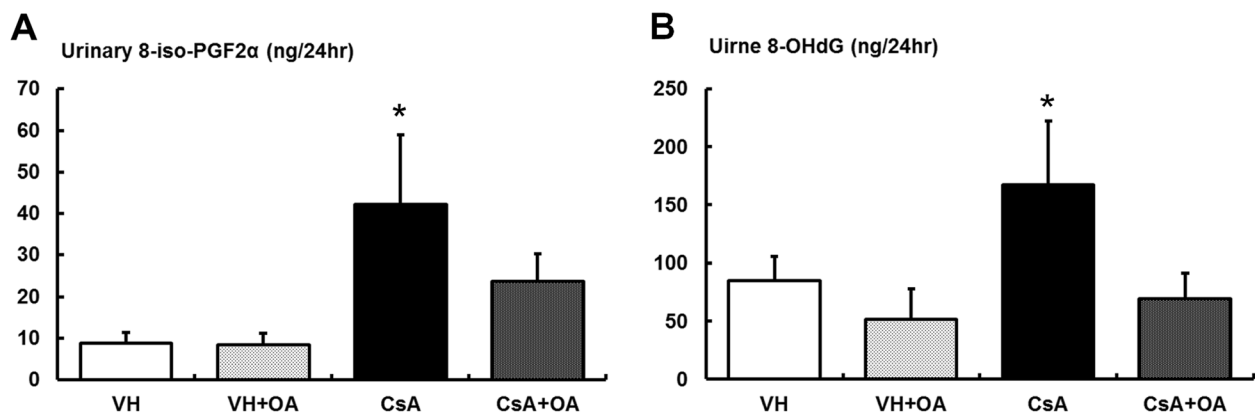 A
Urinary 8-iso-PGF2α (ng/24hr)
70
60
50
40
30
20
10
0
*
VH
VH+OA
CsA
CsA+OA
B
Uirne 8-OHdG (ng/24hr)
250
200
150
100
50
0
*
VH
VH+OA
CsA
CsA+OA